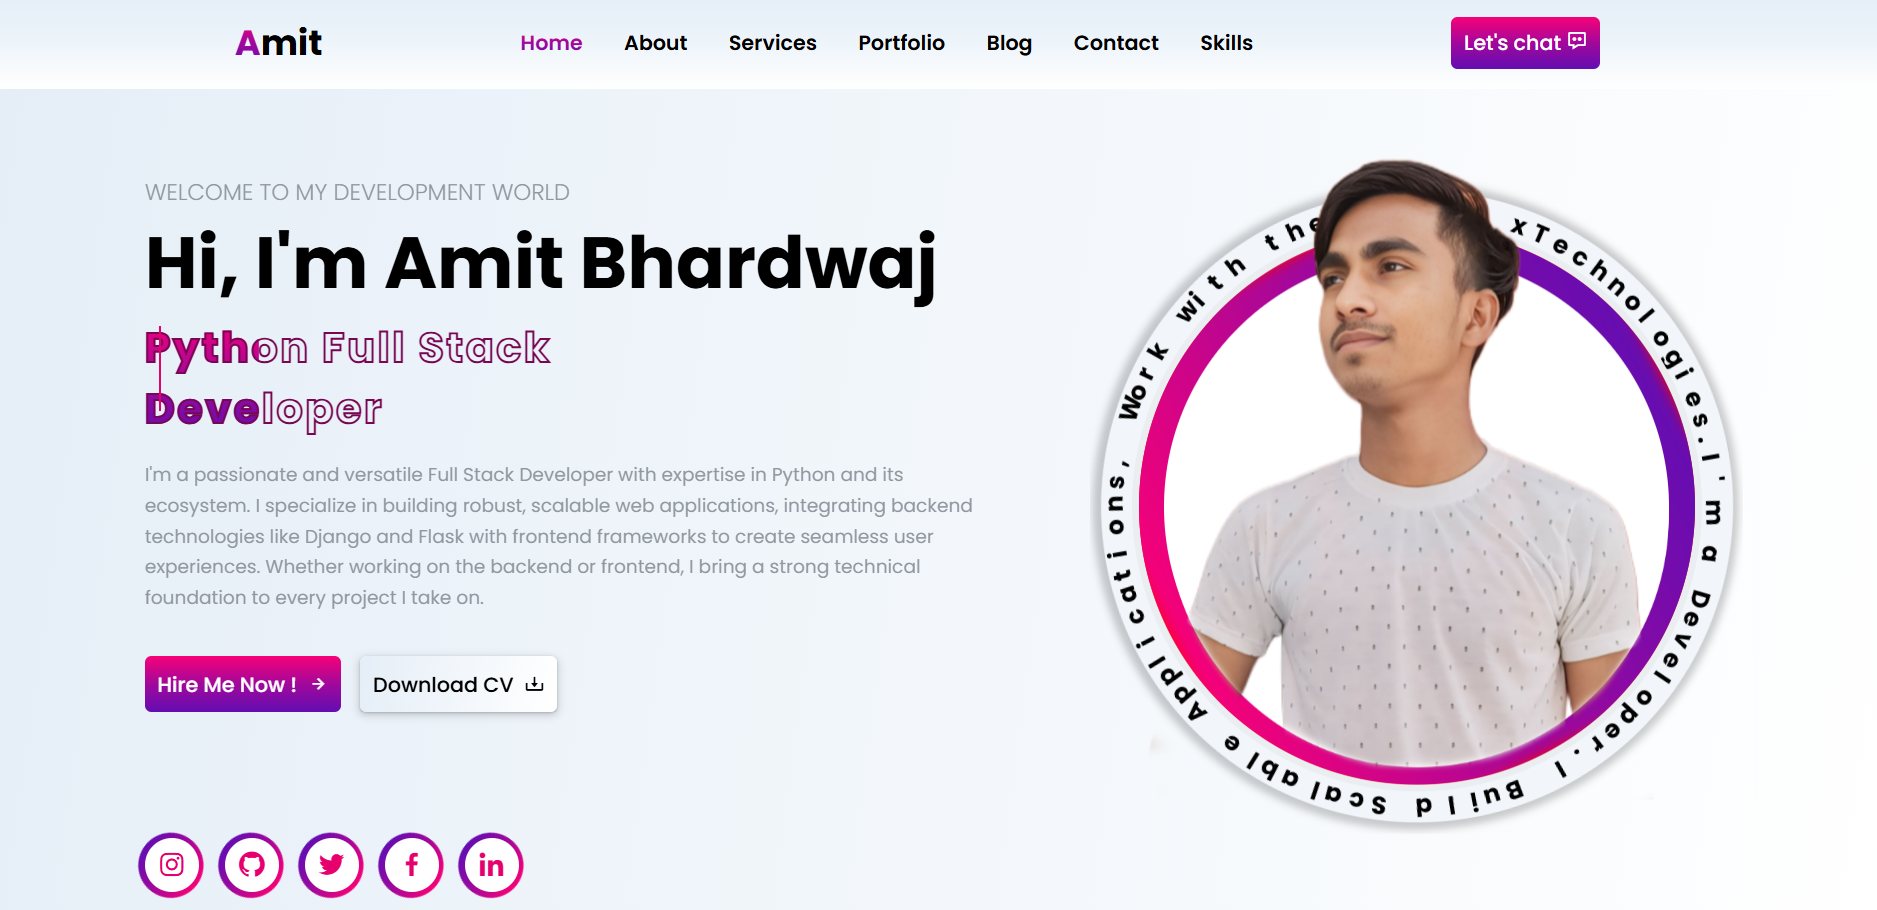 Amit
Home About Services Portfolio Blog Contact Skills
Let's chat
WELCOME TO MY DEVELOPMENT WORLD
Hi, I'm Amit Bhardwaj
Python Full Stack
Developer
I'm a passionate and versatile Full Stack Developer with expertise in Python and its
ecosystem. I specialize in building robust, scalable web applications, integrating backend
technologies like Django and Flask with frontend frameworks to create seamless user
experiences. Whether working on the backend or frontend, I bring a strong technical
foundation to every project I take on.
Hire Me Now !
Download CV
xTechnologies.I'm a Developer.I Build Scalable Applications, Work with the